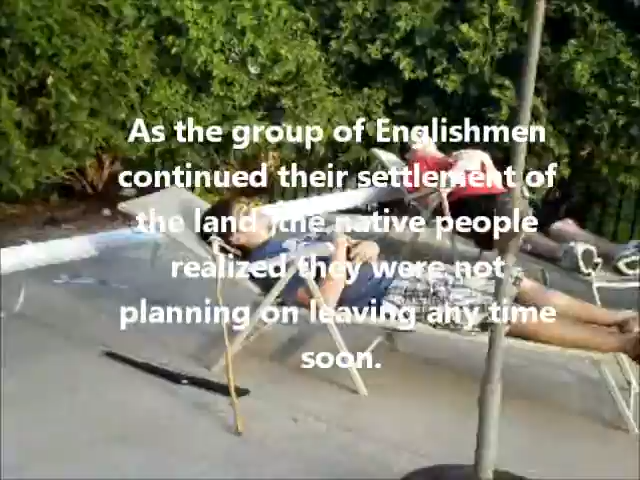 As the group of Englishmen
continued their settlement of
the land, the native people
realized they were not
planning on leaving any time
soon.